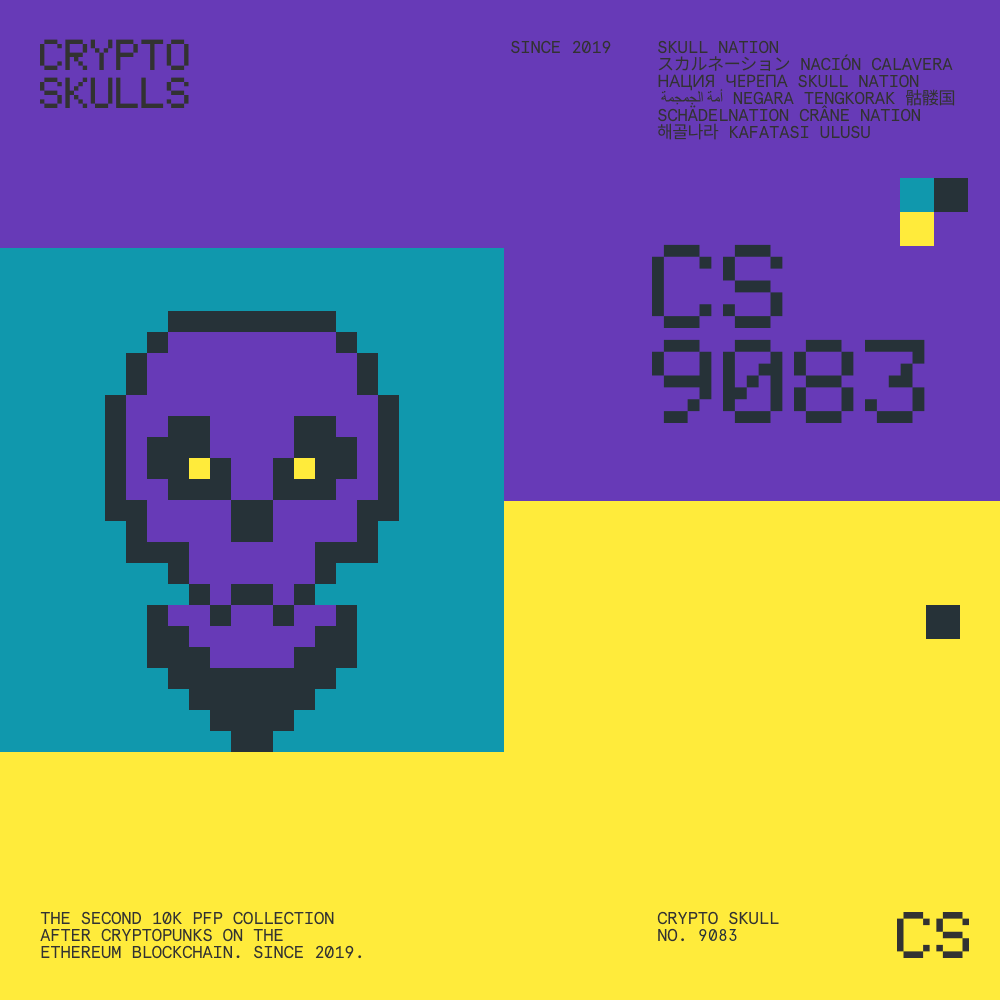 CRYPTO
SKULLS
SINCE 2019
SKULL NATION
スカルネーション NACIÓN CALAVERA
НАЦИЯ ЧЕРЕПА SKULL NATION
أمة الجمجمة NEGARA TENGKORAK 骷髅国
SCHÄDELNATION CRÂNE NATION
해골나라 KAFATASI ULUSU
CS
9083
THE SECOND 10K PFP COLLECTION
AFTER CRYPTOPUNKS ON THE
ETHEREUM BLOCKCHAIN. SINCE 2019.
CRYPTO SKULL
NO. 9083
CS